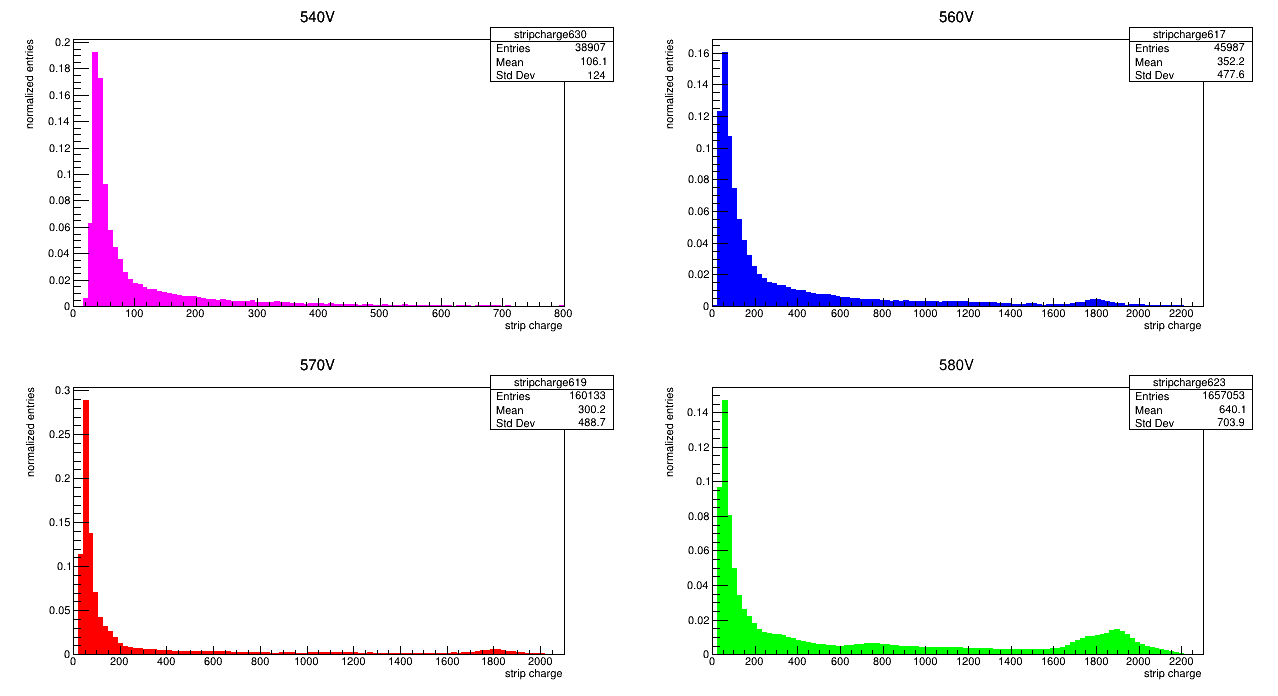 540V
stripcharge630
Entries 38907
Mean 106.1
Std Dev 124
normalized entries
0.2
0.18
0.16
0.14
0.12
0.1
0.08
0.06
0.04
0.02
0
0 100 200 300 400 500 600 700 800
strip charge
560V
stripcharge617
Entries 45987
Mean 352.2
Std Dev 477.6
normalized entries
0.16
0.14
0.12
0.1
0.08
0.06
0.04
0.02
0
0 200 400 600 800 1000 1200 1400 1600 1800 2000 2200
strip charge
570V
stripcharge619
Entries 160133
Mean 300.2
Std Dev 488.7
normalized entries
0.3
0.25
0.2
0.15
0.1
0.05
0
0 200 400 600 800 1000 1200 1400 1600 1800 2000
strip charge
580V
stripcharge623
Entries 1657053
Mean 640.1
Std Dev 703.9
normalized entries
0.14
0.12
0.1
0.08
0.06
0.04
0.02
0
0 200 400 600 800 1000 1200 1400 1600 1800 2000 2200
strip charge